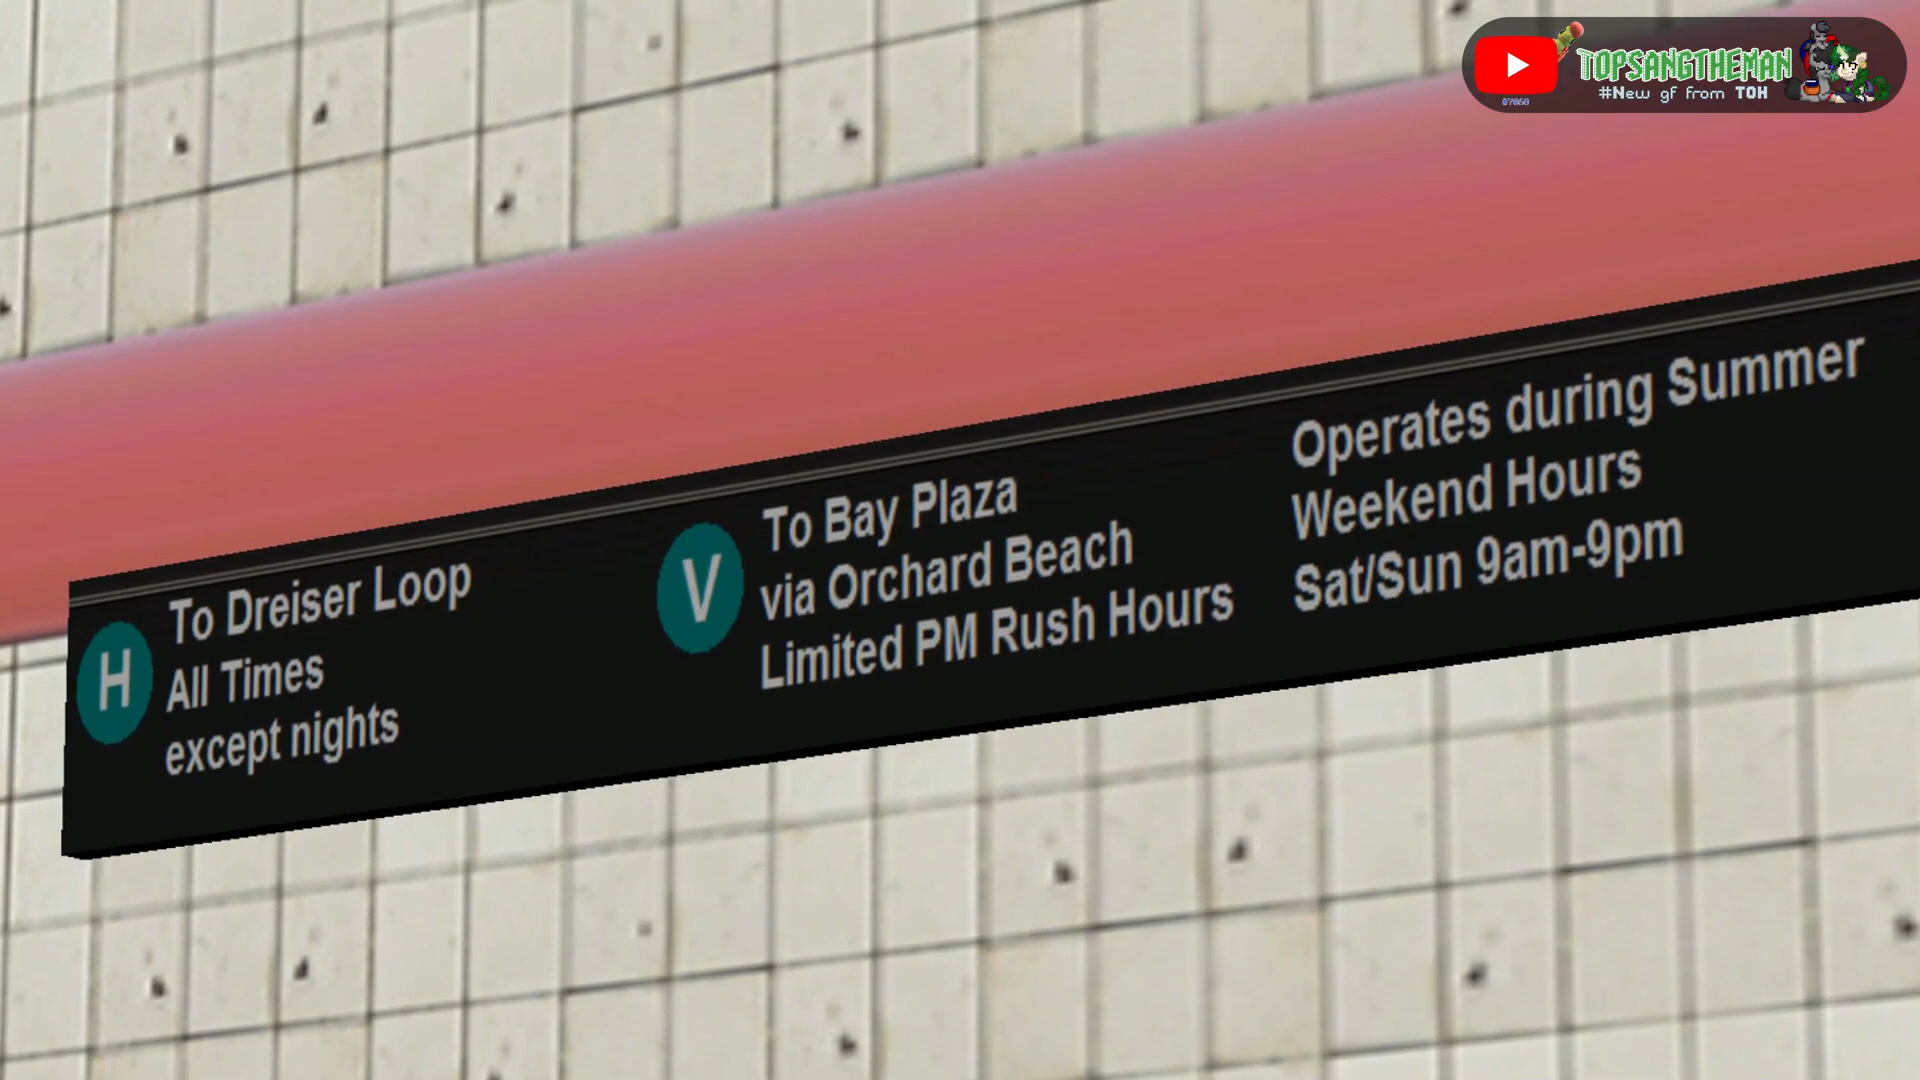 TOPSANGTHEMAN
#New gf from TOH
H
To Dreiser Loop
All Times
except nights
V
To Bay Plaza
via Orchard Beach
Limited PM Rush Hours
Operates during Summer
Weekend Hours
Sat/Sun 9am-9pm